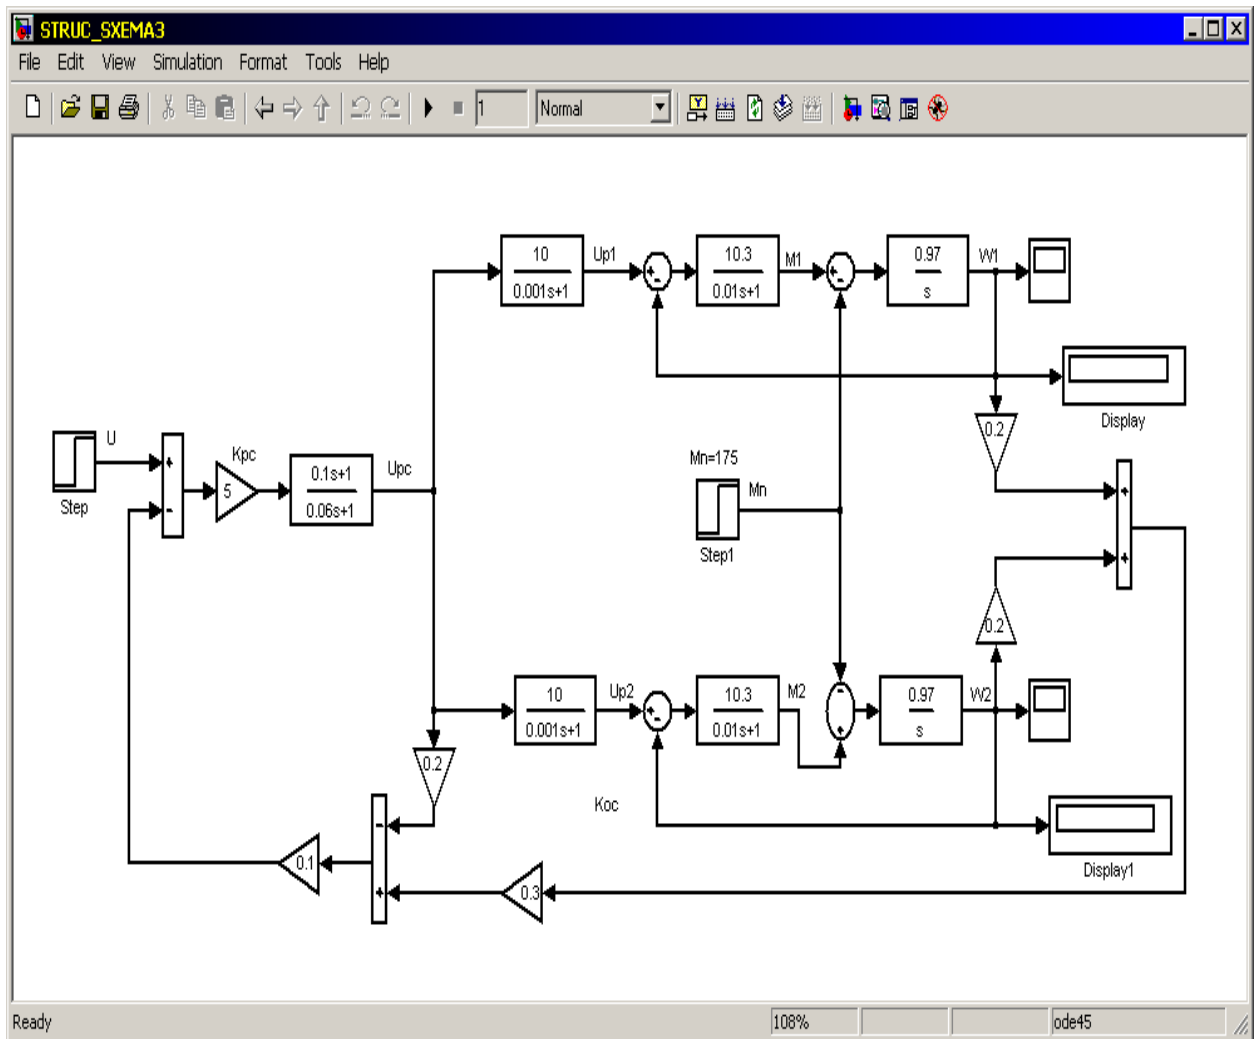 STRUC_SXEMA3
File Edit View Simulation Format Tools Help
1 Normal
10
0.001s+1
Up1
+
-
10.3
0.01s+1
M1
+
-
0.97
s
W1
Display
0.2
U
Step
+
-
Kpc
5
0.1s+1
0.06s+1
Upc
Mn=175
Mn
Step1
+
+
0.2
10
0.001s+1
Up2
+
-
10.3
0.01s+1
M2
-
+
0.97
s
W2
0.2
Koc
Display1
-
+
0.1
0.3
Ready 108% ode45